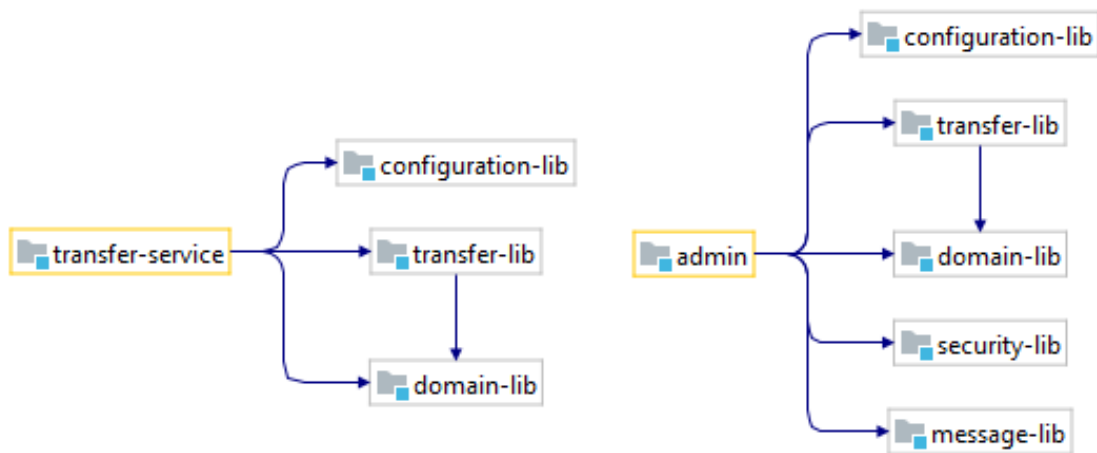 configuration-lib
transfer-service
transfer-lib
domain-lib
configuration-lib
transfer-lib
admin
domain-lib
security-lib
message-lib